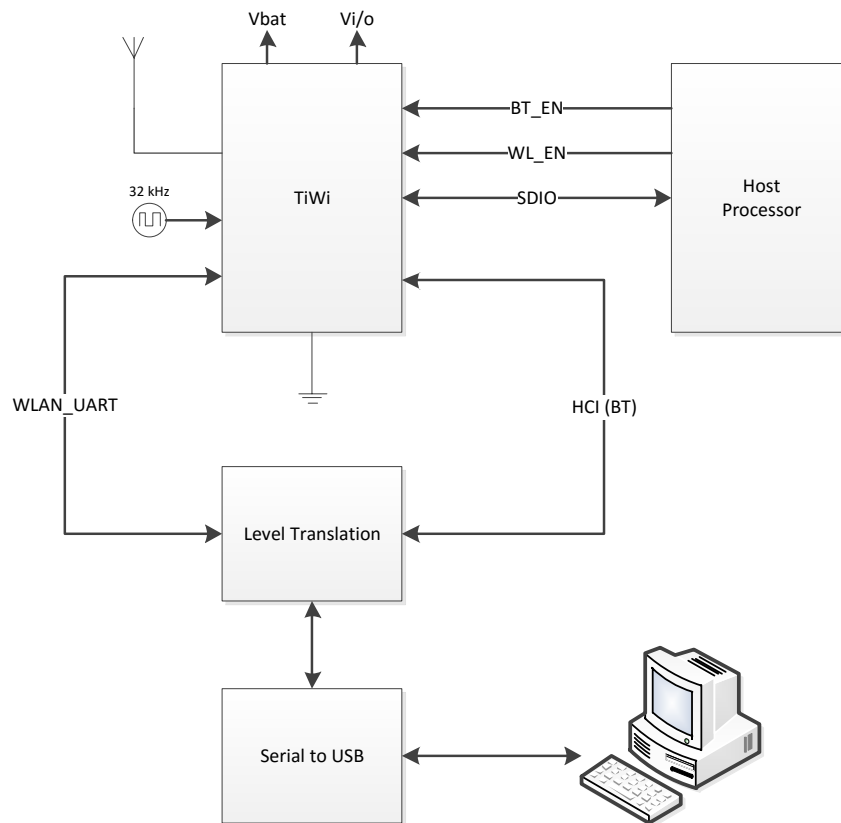 Vbat
Vi/o
BT_EN
WL_EN
32 kHz
TiWi
SDIO
Host
Processor
WLAN_UART
HCI (BT)
Level Translation
Serial to USB